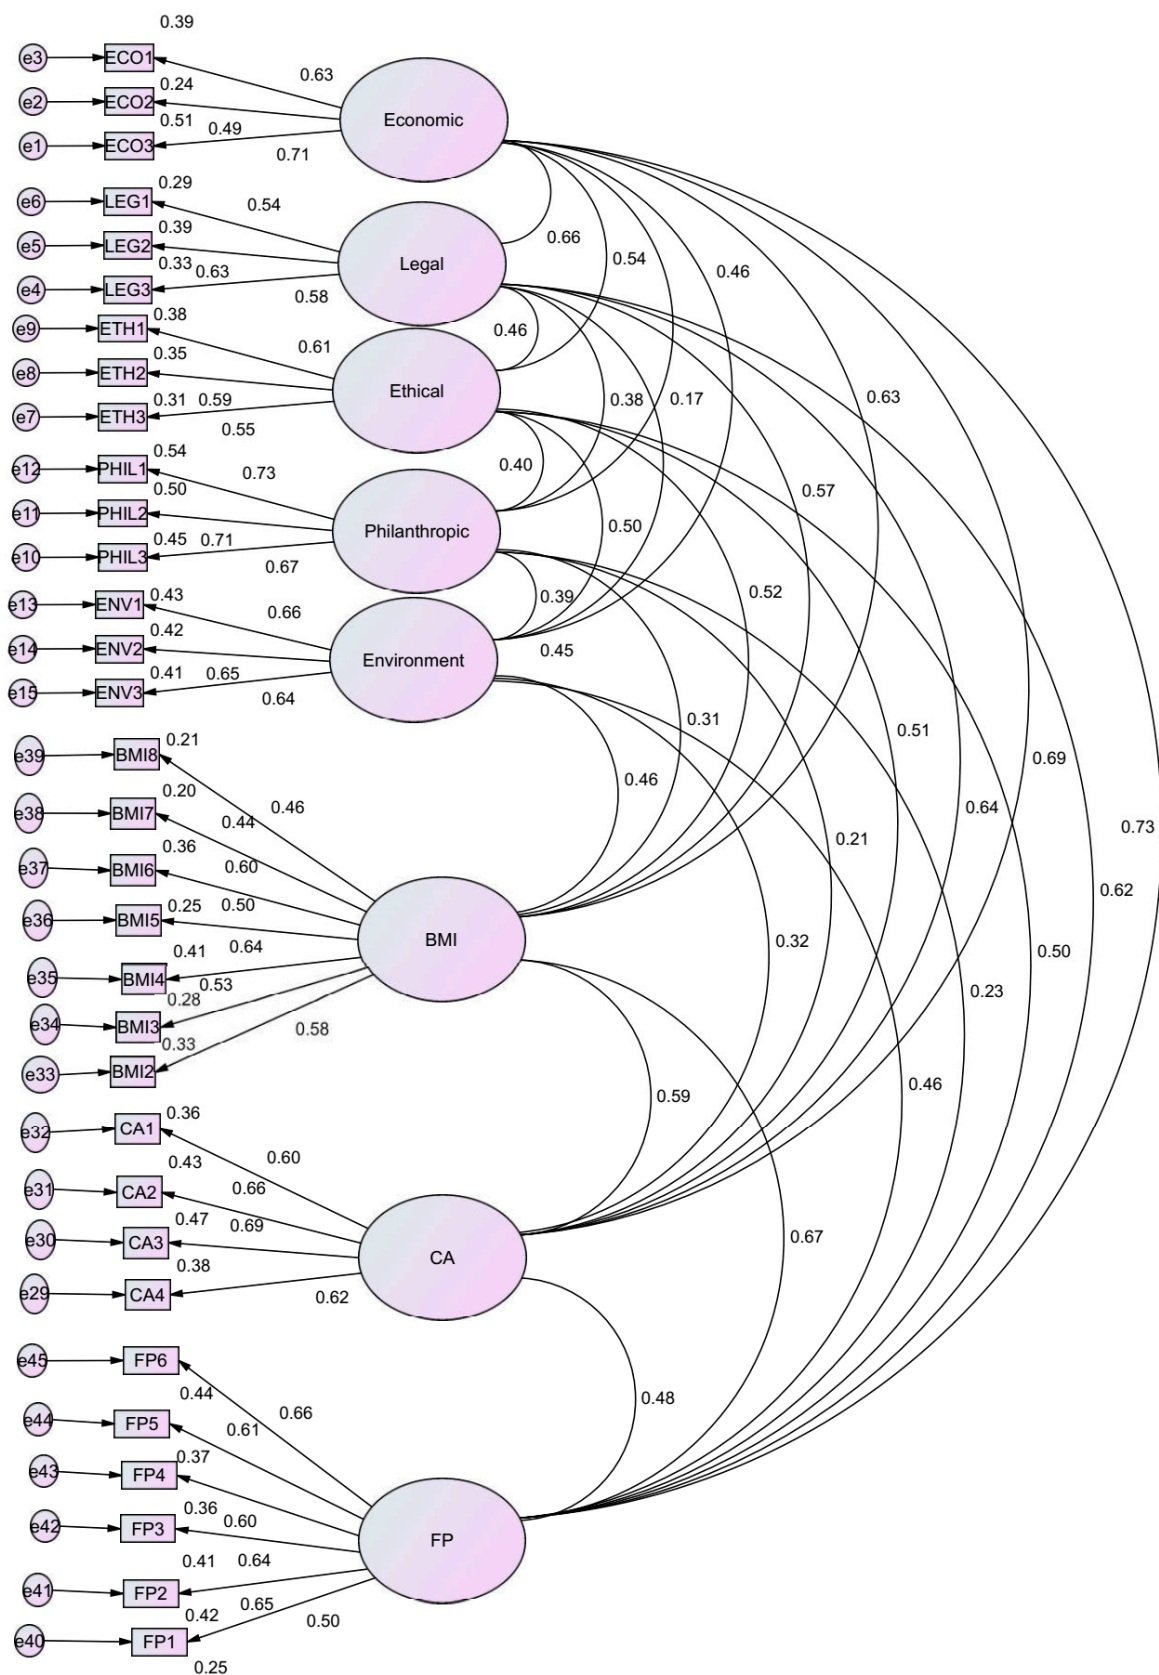 0.39
e3 ECO1 0.63
0.24
e2 ECO2 Economic
0.51 0.49
e1 ECO3 0.71
0.29
e6 LEG1 0.54
0.66
0.39
e5 LEG2 0.54
Legal 0.46
0.33 0.63
e4 LEG3 0.58
0.38
e9 ETH1 0.46
0.61
0.35
e8 ETH2
Ethical 0.63
0.31 0.59 0.38 0.17
e7 ETH3 0.55
0.54
e12 PHIL1 0.73 0.40
0.50 0.57
e11 PHIL2 0.50
Philanthropic
0.45 0.71
e10 PHIL3 0.67
0.43 0.39 0.52
e13 ENV1 0.66
0.42
e14 ENV2 0.45
Environment
0.41 0.65
e15 ENV3 0.64
0.31
0.21 0.51
e39 BMI8 0.69
0.46
0.20 0.46 0.64
e38 BMI7 0.44 0.73
0.36 0.21
e37 BMI6 0.60
0.62
0.25 0.50
e36 BMI5
BMI 0.32
0.41 0.64 0.50
e35 BMI4 0.53 0.23
0.28
e34 BMI3 0.58
0.33
e33 BMI2 0.46
0.59
0.36
e32 CA1
0.60
0.43
e31 CA2 0.66
0.47 0.69
e30 CA3 0.67
CA
0.38
e29 CA4 0.62
e45 FP6
0.44 0.48
0.66
e44 FP5 0.61
0.37
e43 FP4
0.36 0.60
e42 FP3
FP
0.41 0.64
e41 FP2 0.65
0.42 0.50
e40 FP1
0.25